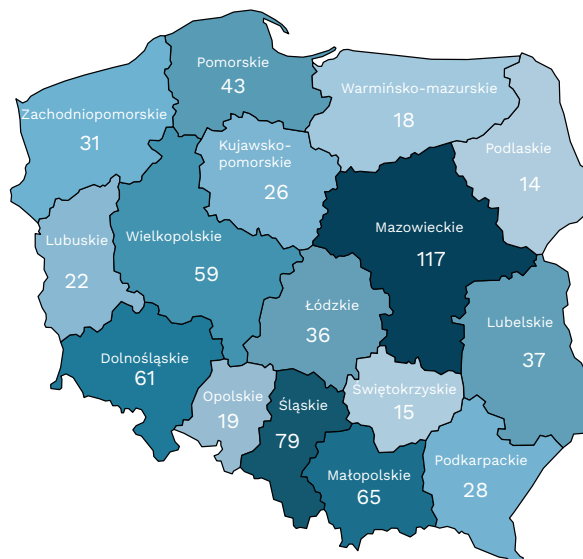 Pomorskie
43
Warmińsko-mazurskie
18
Zachodniopomorskie
31
Kujawsko-
pomorskie
26
Podlaskie
14
Mazowieckie
117
Wielkopolskie
59
Lubuskie
22
Łódzkie
36
Lubelskie
37
Dolnośląskie
61
Opolskie
19
Śląskie
79
Świętokrzyskie
15
Małopolskie
65
Podkarpackie
28